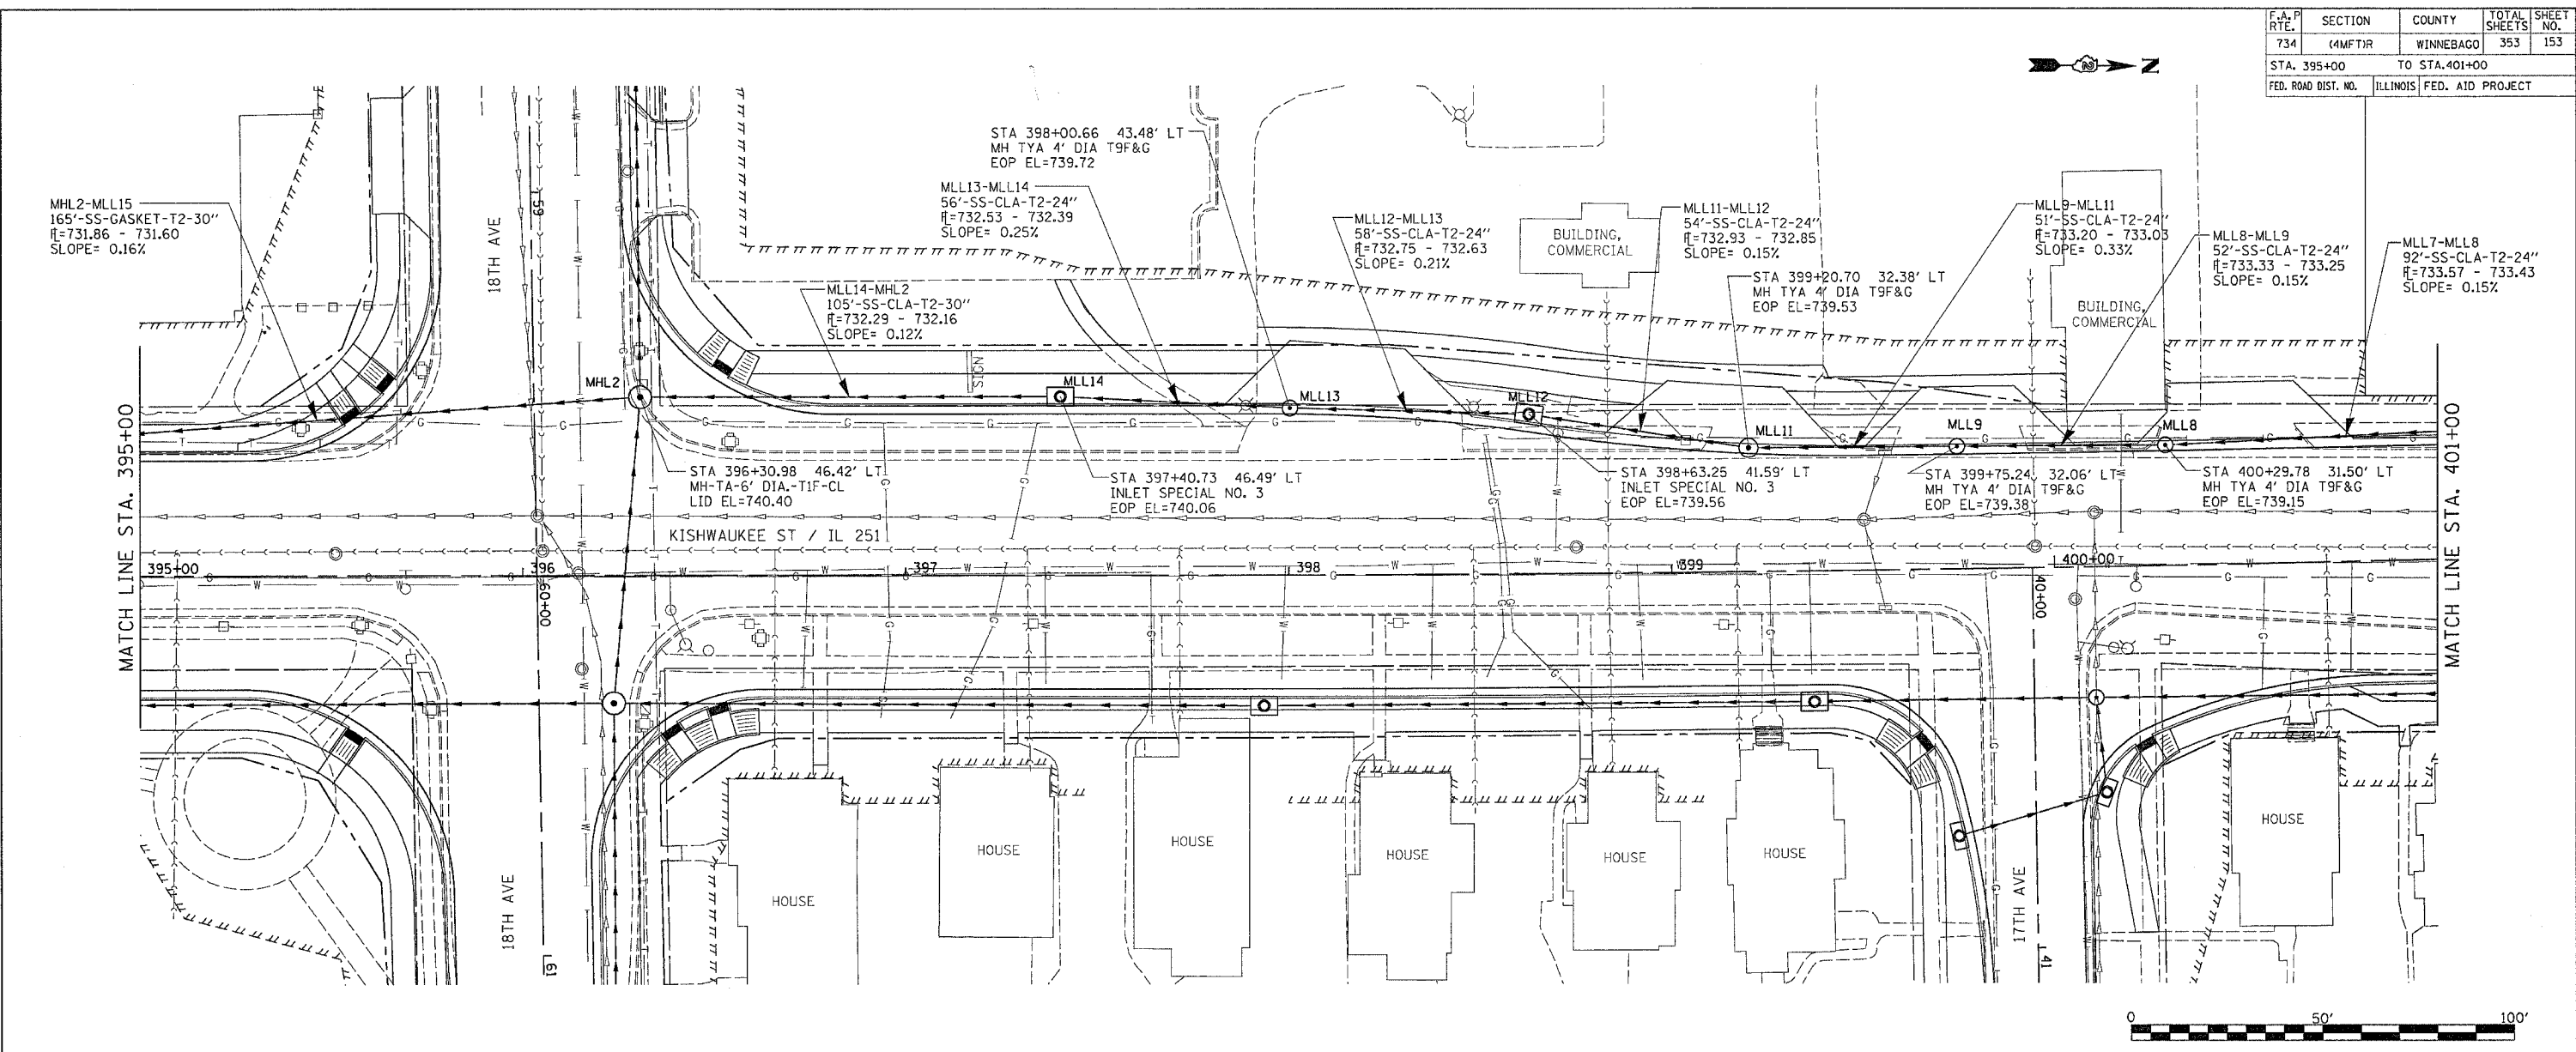 F.A.P RTE. SECTION COUNTY TOTAL SHEETS SHEET NO.
734 (4MFT)R WINNEBAGO 353 153
STA. 395+00 TO STA.401+00
FED. ROAD DIST. NO. ILLINOIS FED. AID PROJECT
N
STA 398+00.66 43.48' LT
MH TYA 4' DIA T9F&G
EOP EL=739.72
MHL2-MLL15
165'-SS-GASKET-T2-30"
FL=731.86 - 731.60
SLOPE= 0.16%
18TH AVE
59
MLL13-MLL14
56'-SS-CLA-T2-24"
FL=732.53 - 732.39
SLOPE= 0.25%
MLL12-MLL13
58'-SS-CLA-T2-24"
FL=732.75 - 732.63
SLOPE= 0.21%
BUILDING,
COMMERCIAL
MLL11-MLL12
54'-SS-CLA-T2-24"
FL=732.93 - 732.85
SLOPE= 0.15%
MLL9-MLL11
51'-SS-CLA-T2-24"
FL=733.20 - 733.03
SLOPE= 0.33%
MLL8-MLL9
52'-SS-CLA-T2-24"
FL=733.33 - 733.25
SLOPE= 0.15%
MLL7-MLL8
92'-SS-CLA-T2-24"
FL=733.57 - 733.43
SLOPE= 0.15%
MLL14-MHL2
105'-SS-CLA-T2-30"
FL=732.29 - 732.16
SLOPE= 0.12%
STA 399+20.70 32.38' LT
MH TYA 4' DIA T9F&G
EOP EL=739.53
BUILDING,
COMMERCIAL
SIGN
MHL2
MLL14
MLL13
MLL12
MLL11
MLL9
MLL8
MATCH LINE STA. 395+00
MATCH LINE STA. 401+00
STA 396+30.98 46.42' LT
MH-TA-6' DIA.-T1F-CL
LID EL=740.40
STA 397+40.73 46.49' LT
INLET SPECIAL NO. 3
EOP EL=740.06
STA 398+63.25 41.59' LT
INLET SPECIAL NO. 3
EOP EL=739.56
STA 399+75.24 32.06' LT
MH TYA 4' DIA T9F&G
EOP EL=739.38
STA 400+29.78 31.50' LT
MH TYA 4' DIA T9F&G
EOP EL=739.15
KISHWAUKEE ST / IL 251
395+00
396
397
398
399
400+00
60+00
40+00
HOUSE
HOUSE
HOUSE
HOUSE
HOUSE
HOUSE
HOUSE
18TH AVE
61
17TH AVE
41
0 50' 100'